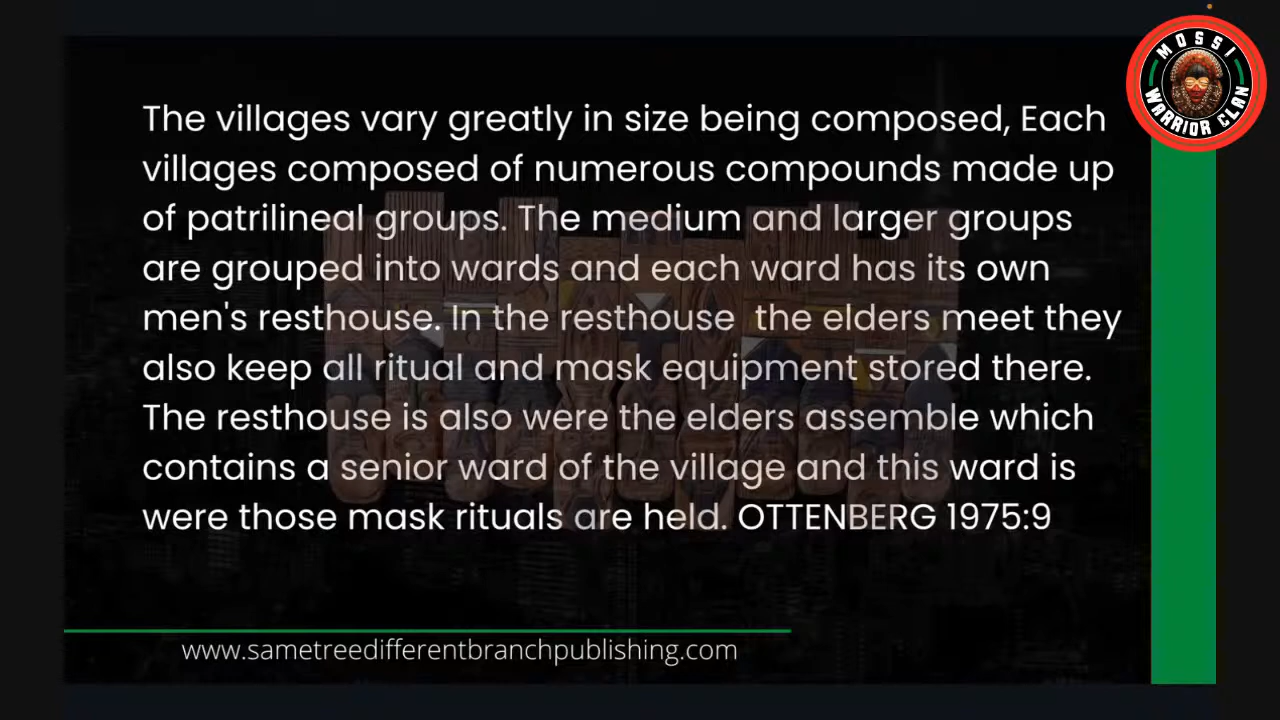 MOSSI
WARRIOR CLAN
The villages vary greatly in size being composed, Each
villages composed of numerous compounds made up
of patrilineal groups. The medium and larger groups
are grouped into wards and each ward has its own
men's resthouse. In the resthouse  the elders meet they
also keep all ritual and mask equipment stored there.
The resthouse is also were the elders assemble which
contains a senior ward of the village and this ward is
were those mask rituals are held. OTTENBERG 1975:9
www.sametreedifferentbranchpublishing.com